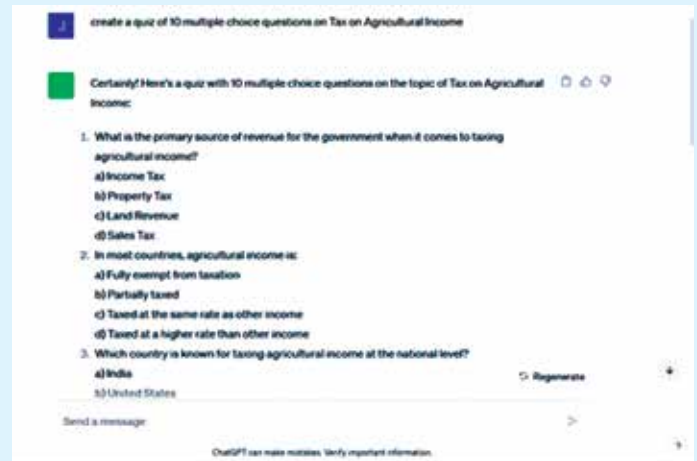 J
create a quiz of 10 multiple choice questions on Tax on Agricultural Income
Certainly! Here's a quiz with 10 multiple choice questions on the topic of Tax on Agricultural
Income:
1. What is the primary source of revenue for the government when it comes to taxing
agricultural income?
a) Income Tax
b) Property Tax
c) Land Revenue
d) Sales Tax
2. In most countries, agricultural income is:
a) Fully exempt from taxation
b) Partially taxed
c) Taxed at the same rate as other income
d) Taxed at a higher rate than other income
3. Which country is known for taxing agricultural income at the national level?
a) India
b) United States
Regenerate
Send a message
ChatGPT can make mistakes. Verify important information.
?